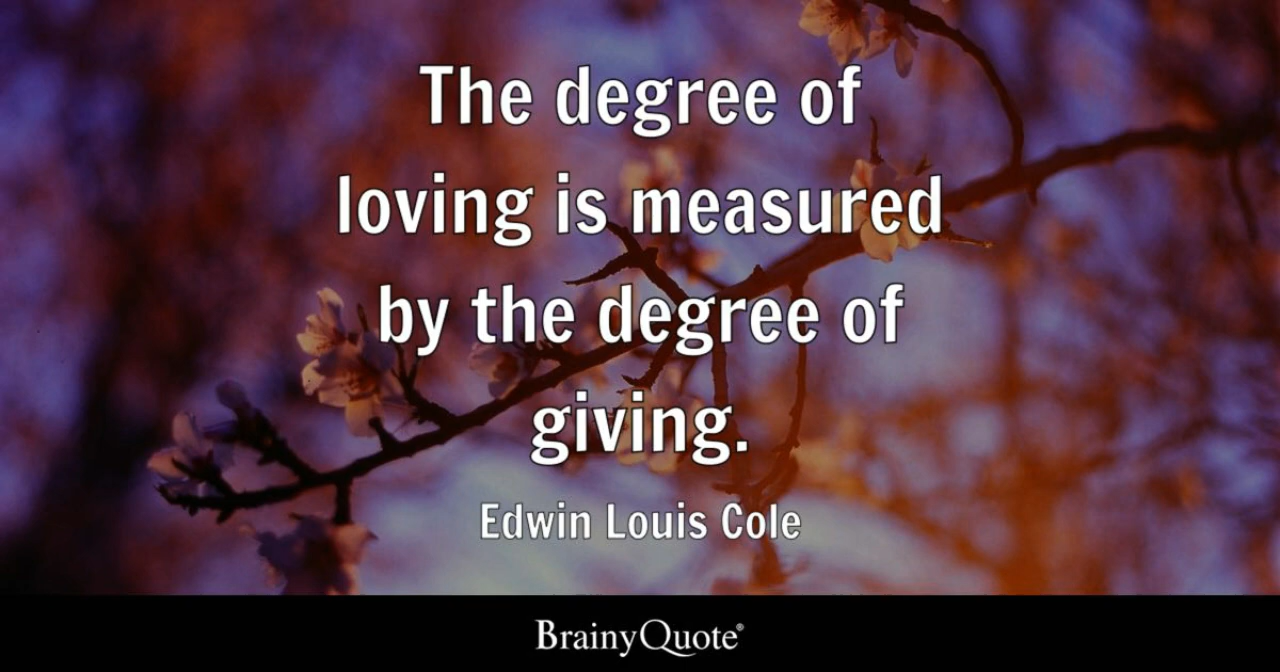 The degree of
loving is measured
by the degree of
giving.
Edwin Louis Cole
BrainyQuote®